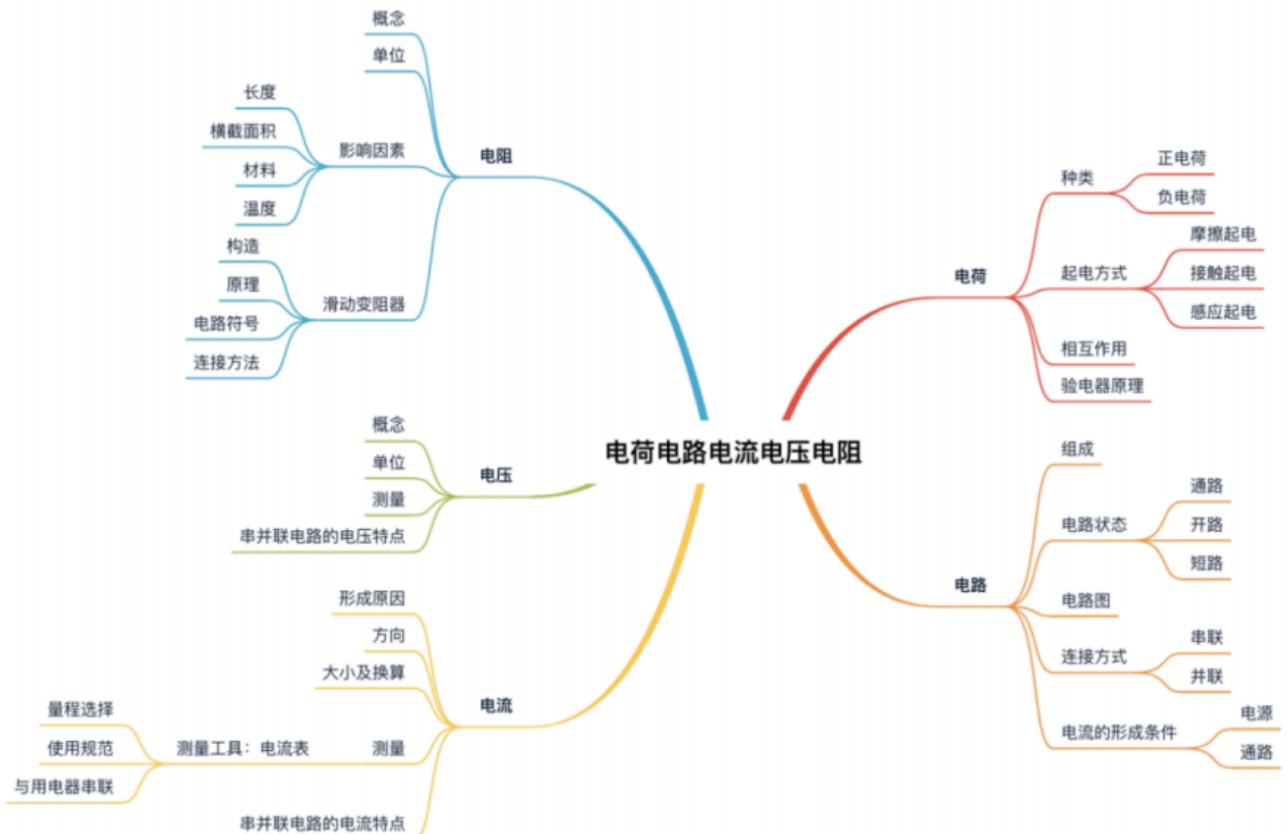 电荷电路电流电压电阻
电荷
种类
正电荷
负电荷
起电方式
摩擦起电
接触起电
感应起电
相互作用
验电器原理
电路
组成
电路状态
通路
开路
短路
电路图
连接方式
串联
并联
电流的形成条件
电源
通路
电阻
概念
单位
影响因素
长度
横截面积
材料
温度
滑动变阻器
构造
原理
电路符号
连接方法
电压
概念
单位
测量
串并联电路的电压特点
电流
形成原因
方向
大小及换算
测量
测量工具：电流表
量程选择
使用规范
与用电器串联
串并联电路的电流特点